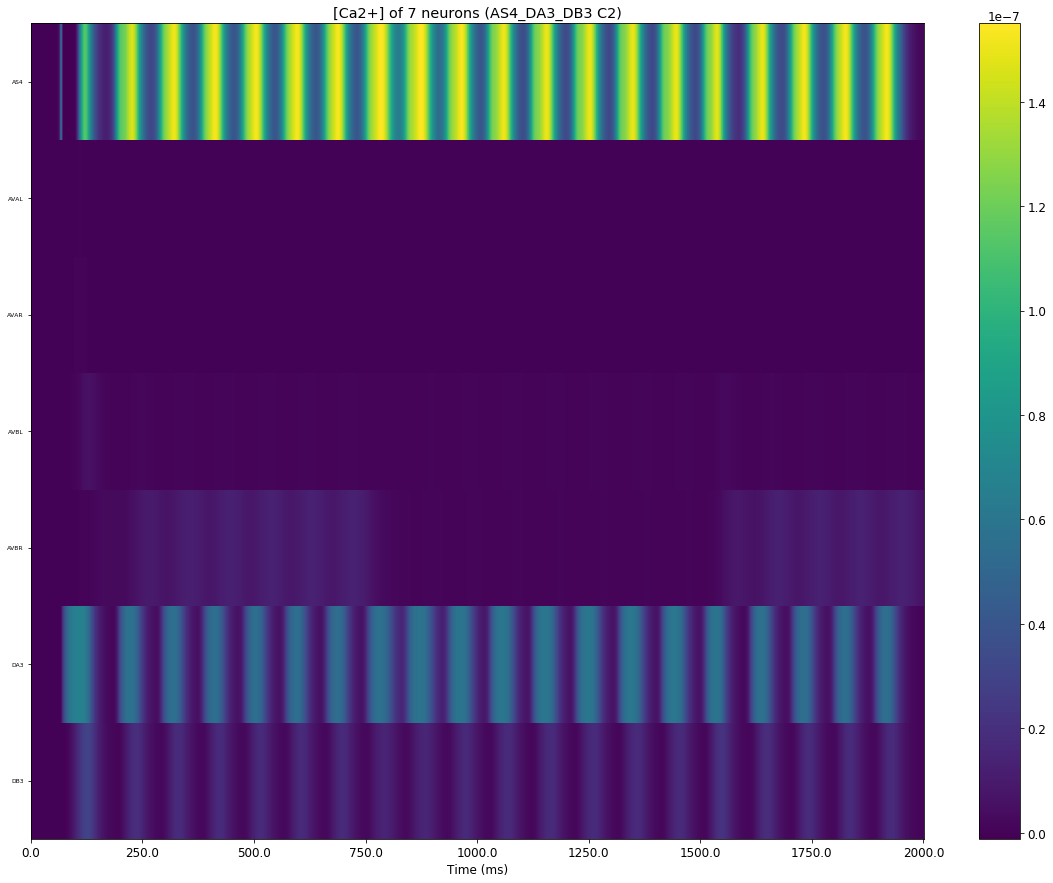 [Ca2+] of 7 neurons (AS4_DA3_DB3 C2)
1e−7
AS4
AVAL
AVAR
AVBL
AVBR
DA3
DB3
0.0 250.0 500.0 750.0 1000.0 1250.0 1500.0 1750.0 2000.0
Time (ms)
1.4
1.2
1.0
0.8
0.6
0.4
0.2
0.0